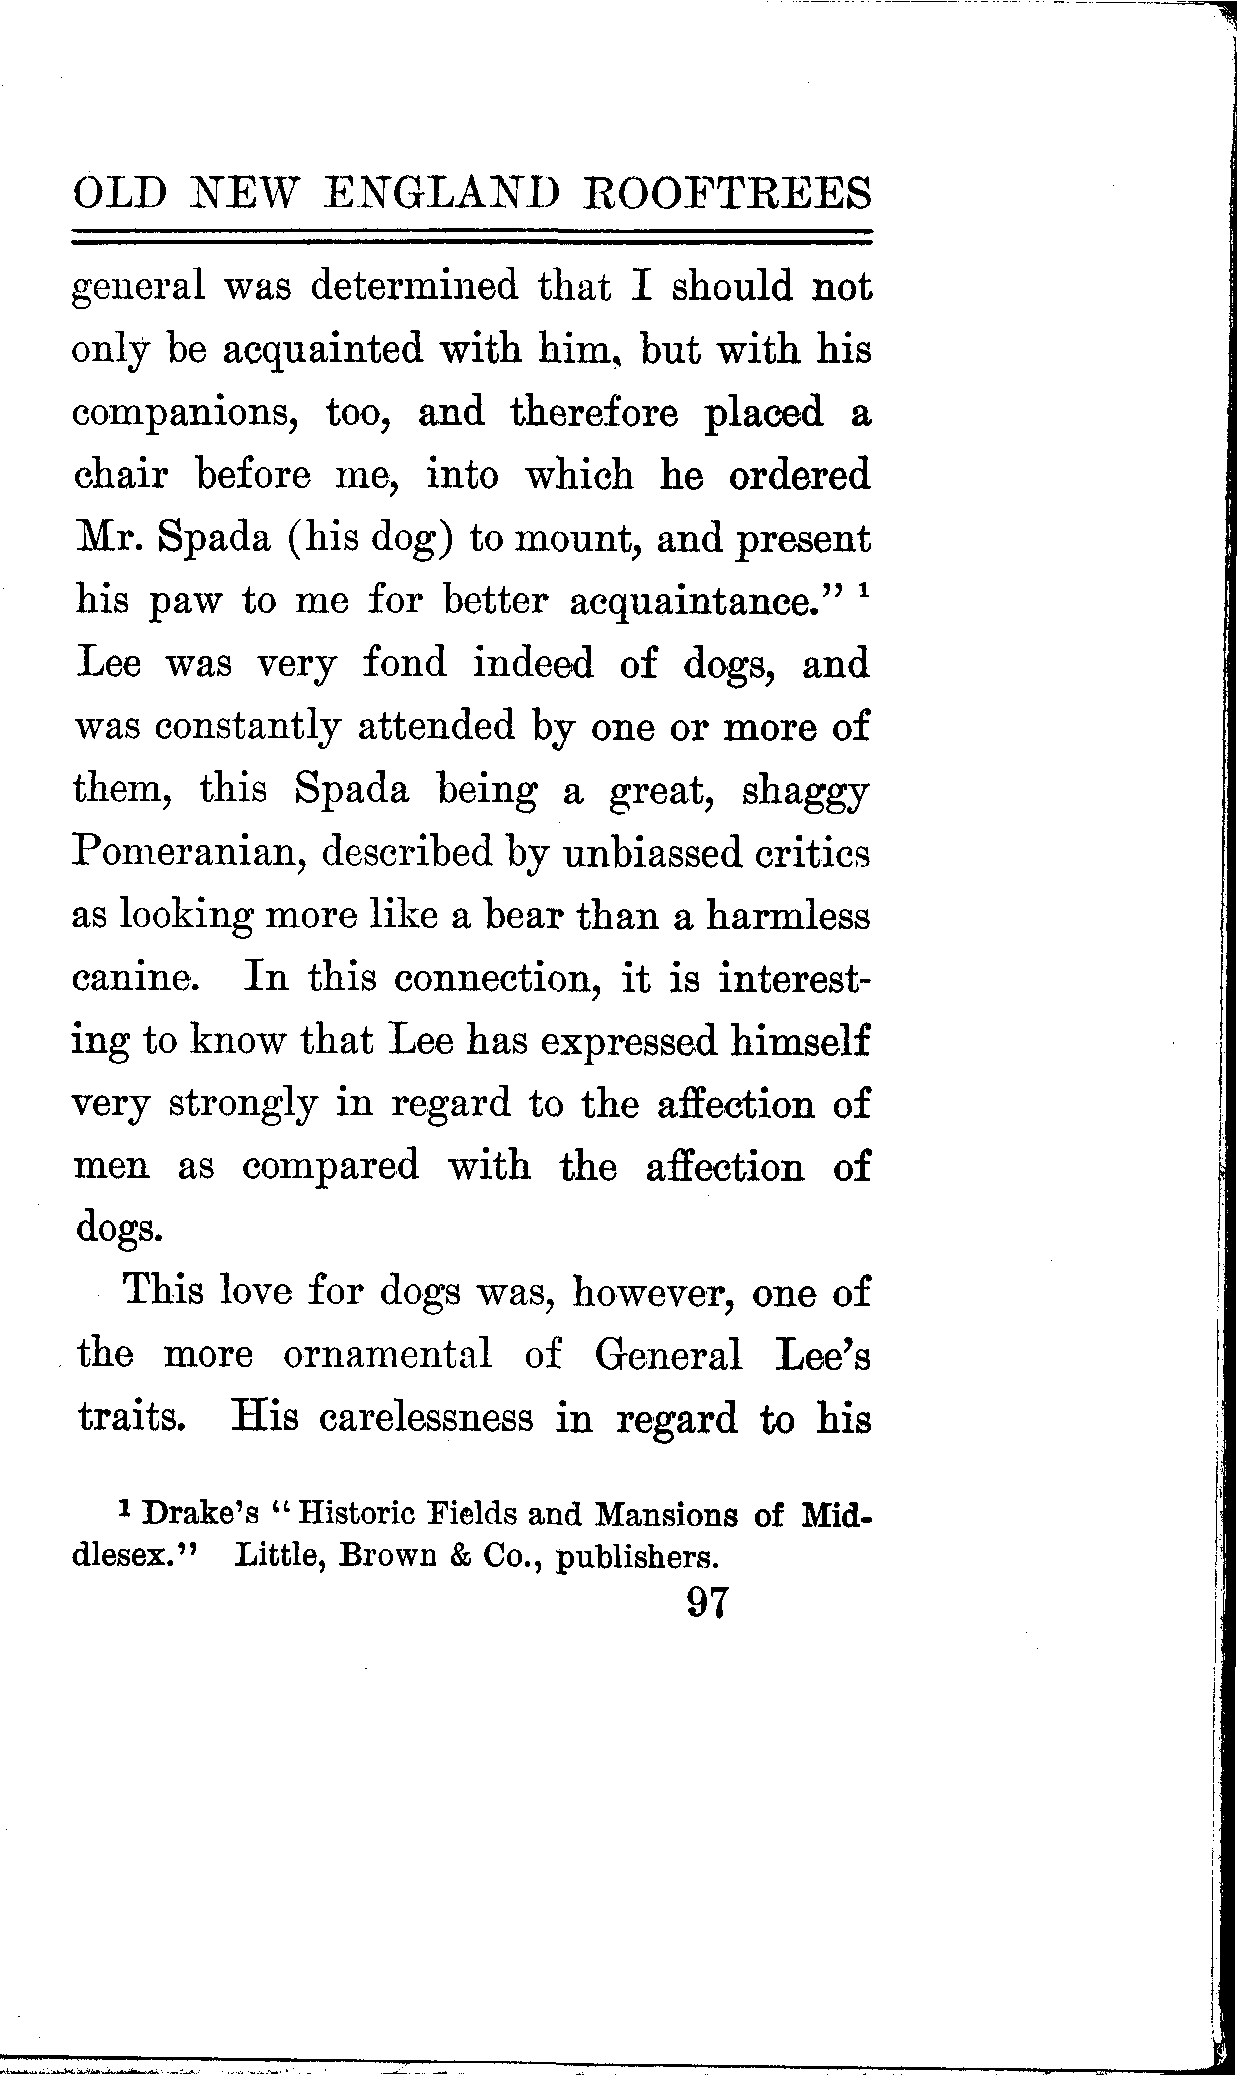 OLD NEW ENGLAND ROOFTREES
general was determined that I should not
only be acquainted with him, but with his
companions, too, and therefore placed a
chair before me, into which he ordered
Mr. Spada (his dog) to mount, and present
his paw to me for better acquaintance." ¹
Lee was very fond indeed of dogs, and
was constantly attended by one or more of
them, this Spada being a great, shaggy
Pomeranian, described by unbiassed critics
as looking more like a bear than a harmless
canine. In this connection, it is interest-
ing to know that Lee has expressed himself
very strongly in regard to the affection of
men as compared with the affection of
dogs.
This love for dogs was, however, one of
the more ornamental of General Lee's
traits. His carelessness in regard to his
¹ Drake's "Historic Fields and Mansions of Mid-
dlesex." Little, Brown & Co., publishers.
97